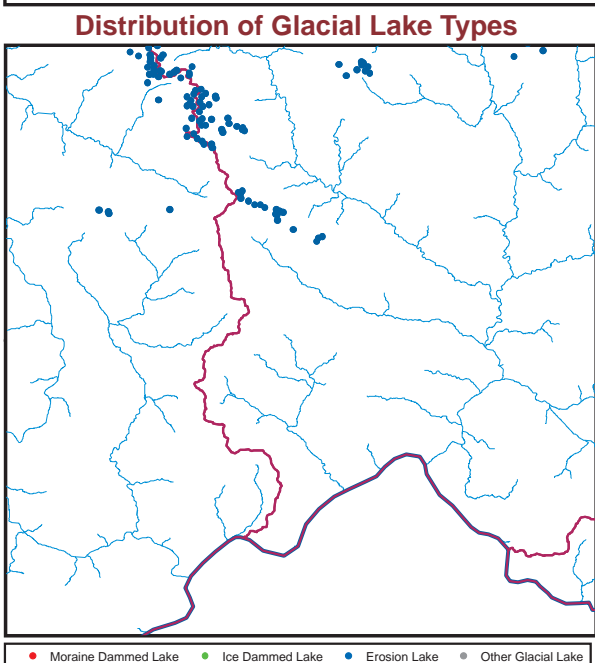 Distribution of Glacial Lake Types
Moraine Dammed Lake Ice Dammed Lake Erosion Lake Other Glacial Lake